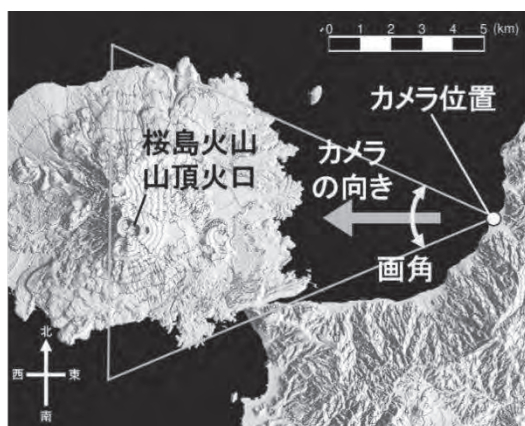 0 1 2 3 4 5 (km)
カメラ位置
桜島火山
山頂火口
カメラ
の向き
画角
北
西 東
南